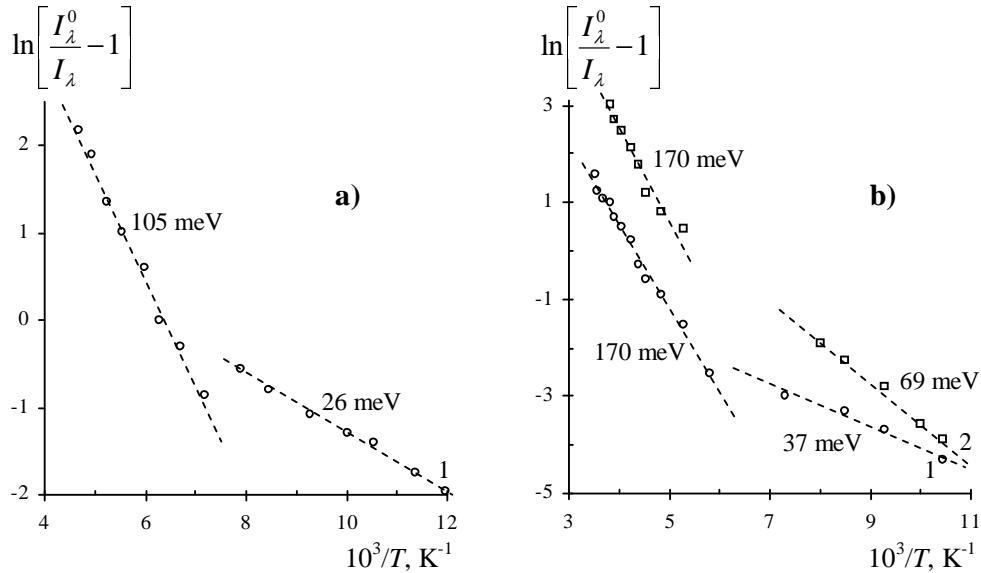 ln[I_λ^0/I_λ − 1]
2
1
0
-1
-2
4
6
8
10
12
10^3/T, K^-1
a)
105 meV
26 meV
1
ln[I_λ^0/I_λ − 1]
3
1
-1
-3
-5
3
5
7
9
11
10^3/T, K^-1
b)
170 meV
170 meV
69 meV
37 meV
2
1